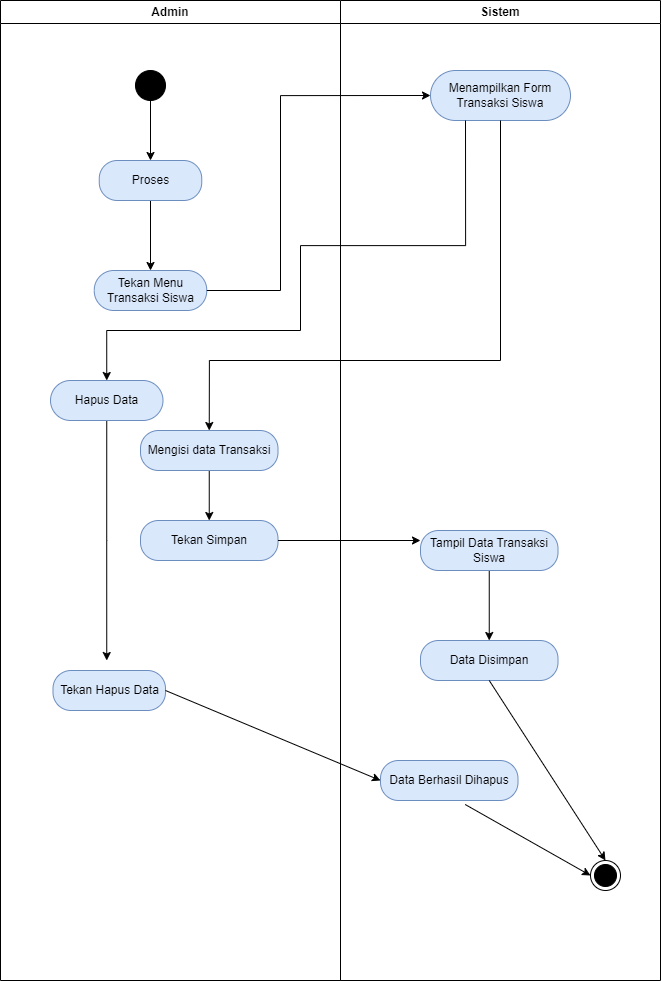 Admin
Sistem
Menampilkan Form
Transaksi Siswa
Proses
Tekan Menu
Transaksi Siswa
Hapus Data
Mengisi data Transaksi
Tekan Simpan
Tampil Data Transaksi
Siswa
Data Disimpan
Tekan Hapus Data
Data Berhasil Dihapus